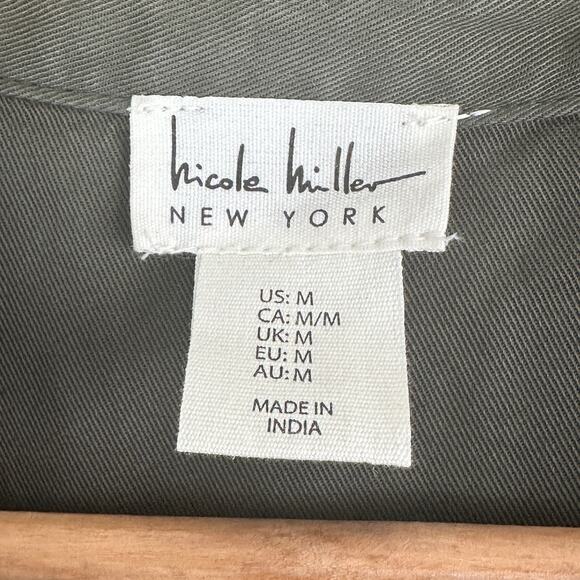 nicole miller
NEW YORK
US: M
CA: M/M
UK: M
EU: M
AU: M
MADE IN
INDIA